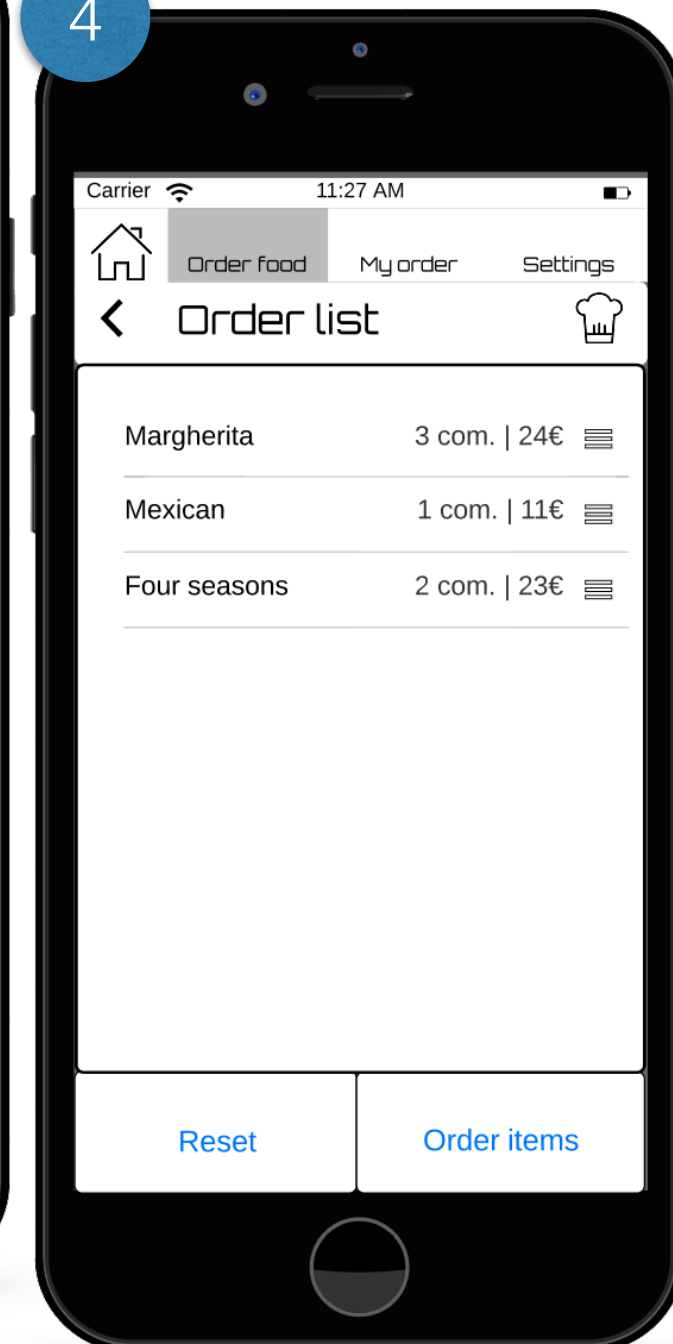 4
Carrier 11:27 AM
Order food My order Settings
Order list
Margherita 3 com. | 24€
Mexican 1 com. | 11€
Four seasons 2 com. | 23€
Reset Order items